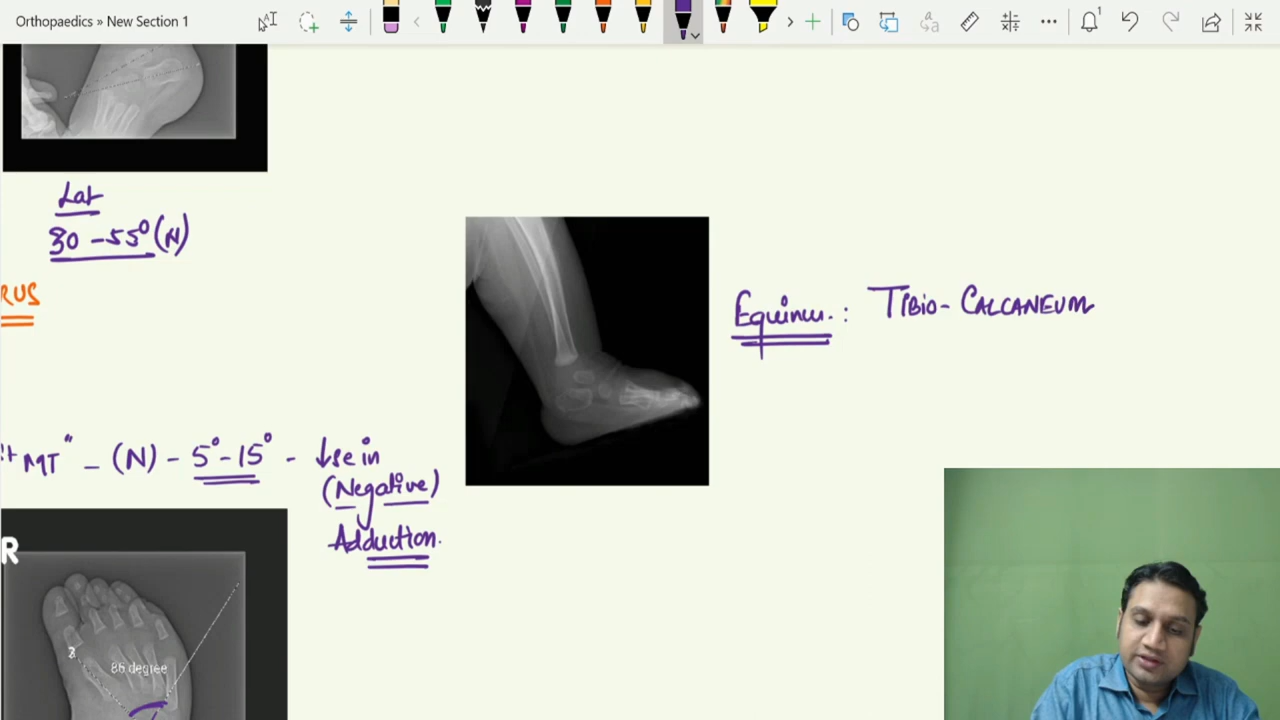 Orthopaedics » New Section 1
Lat
30 - 55° (N)
RUS
Equinus. : TIBIO - CALCANEUM
MT" - (N) - 5° - 15° - ↓se in
(Negative)
Adduction.
R
86 degree